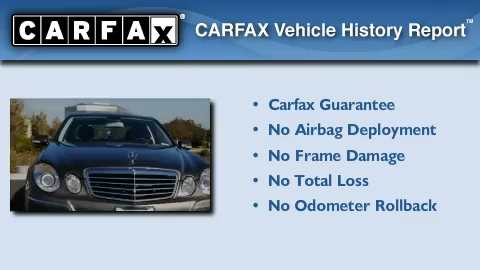 CARFAX® CARFAX Vehicle History Report™
• Carfax Guarantee
• No Airbag Deployment
• No Frame Damage
• No Total Loss
• No Odometer Rollback